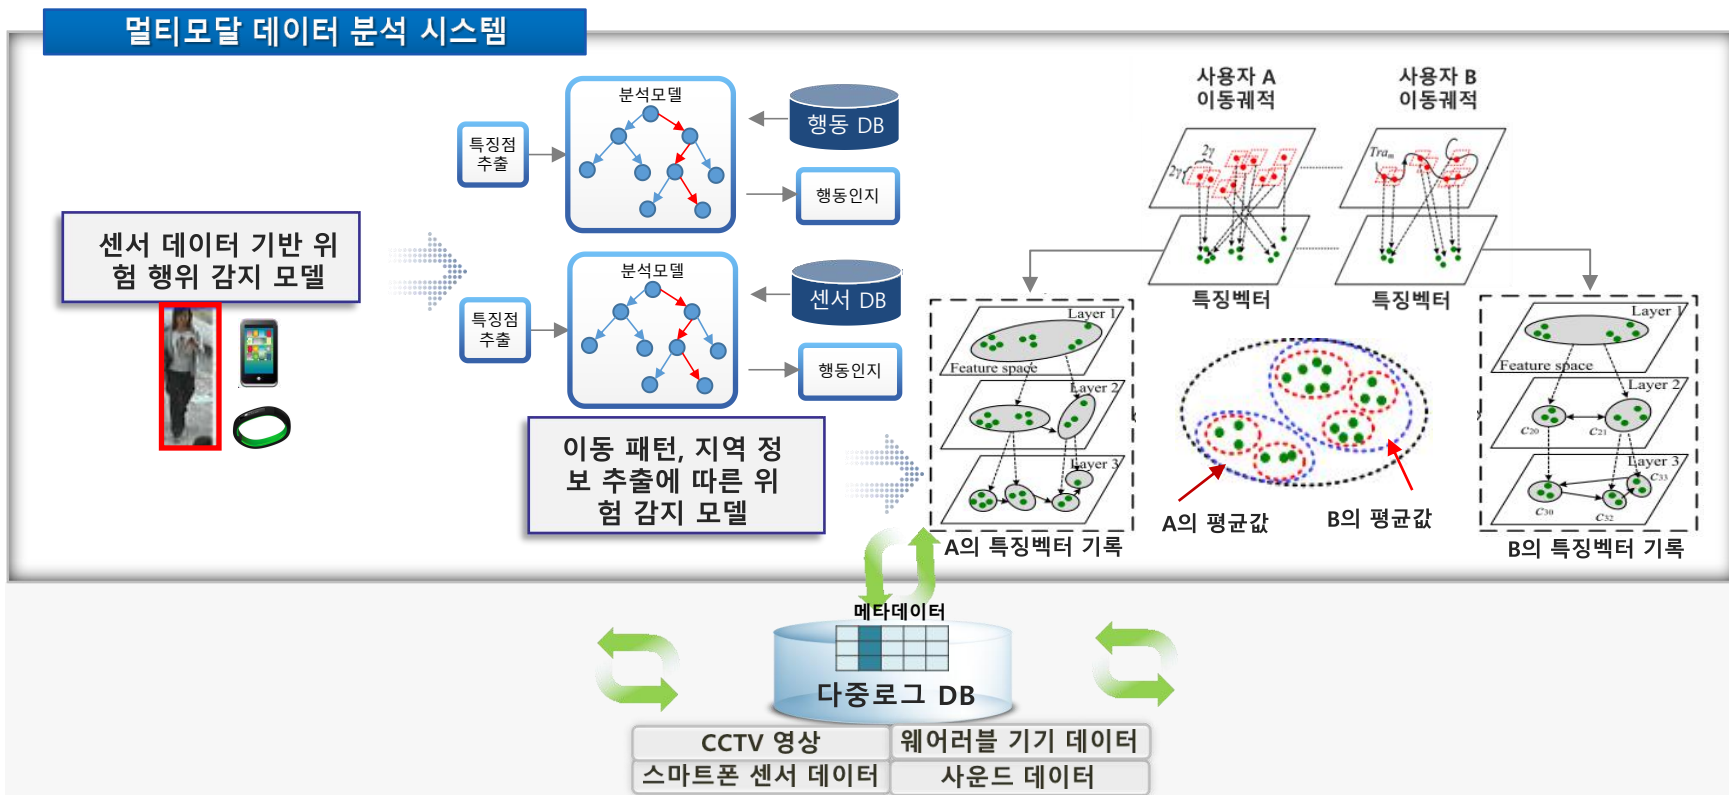 멀티모달 데이터 분석 시스템
센서 데이터 기반 위
험 행위 감지 모델
특징점
추출
분석모델
행동 DB
행동인지
특징점
추출
분석모델
센서 DB
행동인지
이동 패턴, 지역 정
보 추출에 따른 위
험 감지 모델
사용자 A
이동궤적
사용자 B
이동궤적
2γ
2γ
Tra_m
특징벡터
특징벡터
Layer 1
Feature space
Layer 2
Layer 3
A의 특징벡터 기록
A의 평균값
B의 평균값
Layer 1
Feature space
Layer 2
c20
c21
Layer 3
c30
c32
c33
B의 특징벡터 기록
메타데이터
다중로그 DB
CCTV 영상
웨어러블 기기 데이터
스마트폰 센서 데이터
사운드 데이터